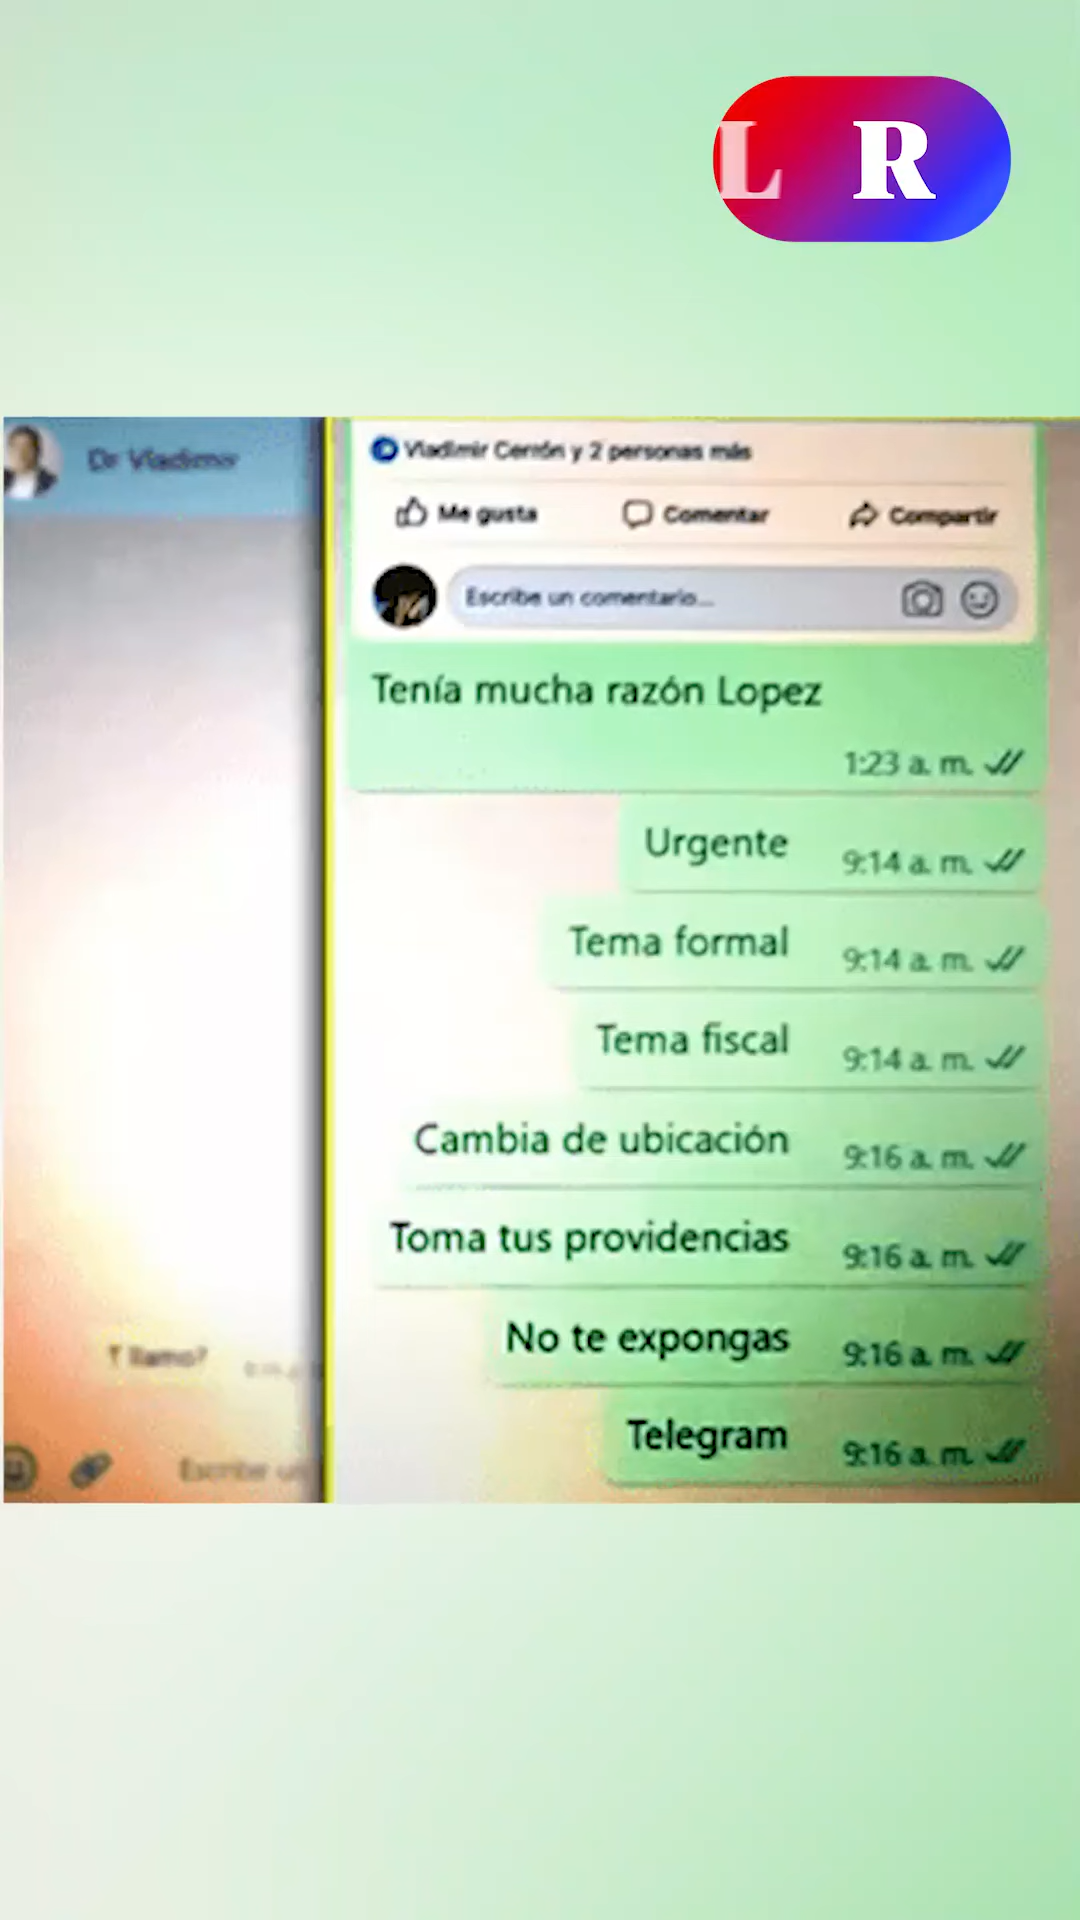 L R
Dr Vladimir
Vladimir Cerrón y 2 personas más
Me gusta
Comentar
Compartir
Escribe un comentario...
Tenía mucha razón Lopez
1:23 a. m.
Urgente
9:14 a. m.
Tema formal
9:14 a. m.
Tema fiscal
9:14 a. m.
Cambia de ubicación
9:16 a. m.
Toma tus providencias
9:16 a. m.
No te expongas
9:16 a. m.
llamo?
Telegram
9:16 a. m.
Escribe